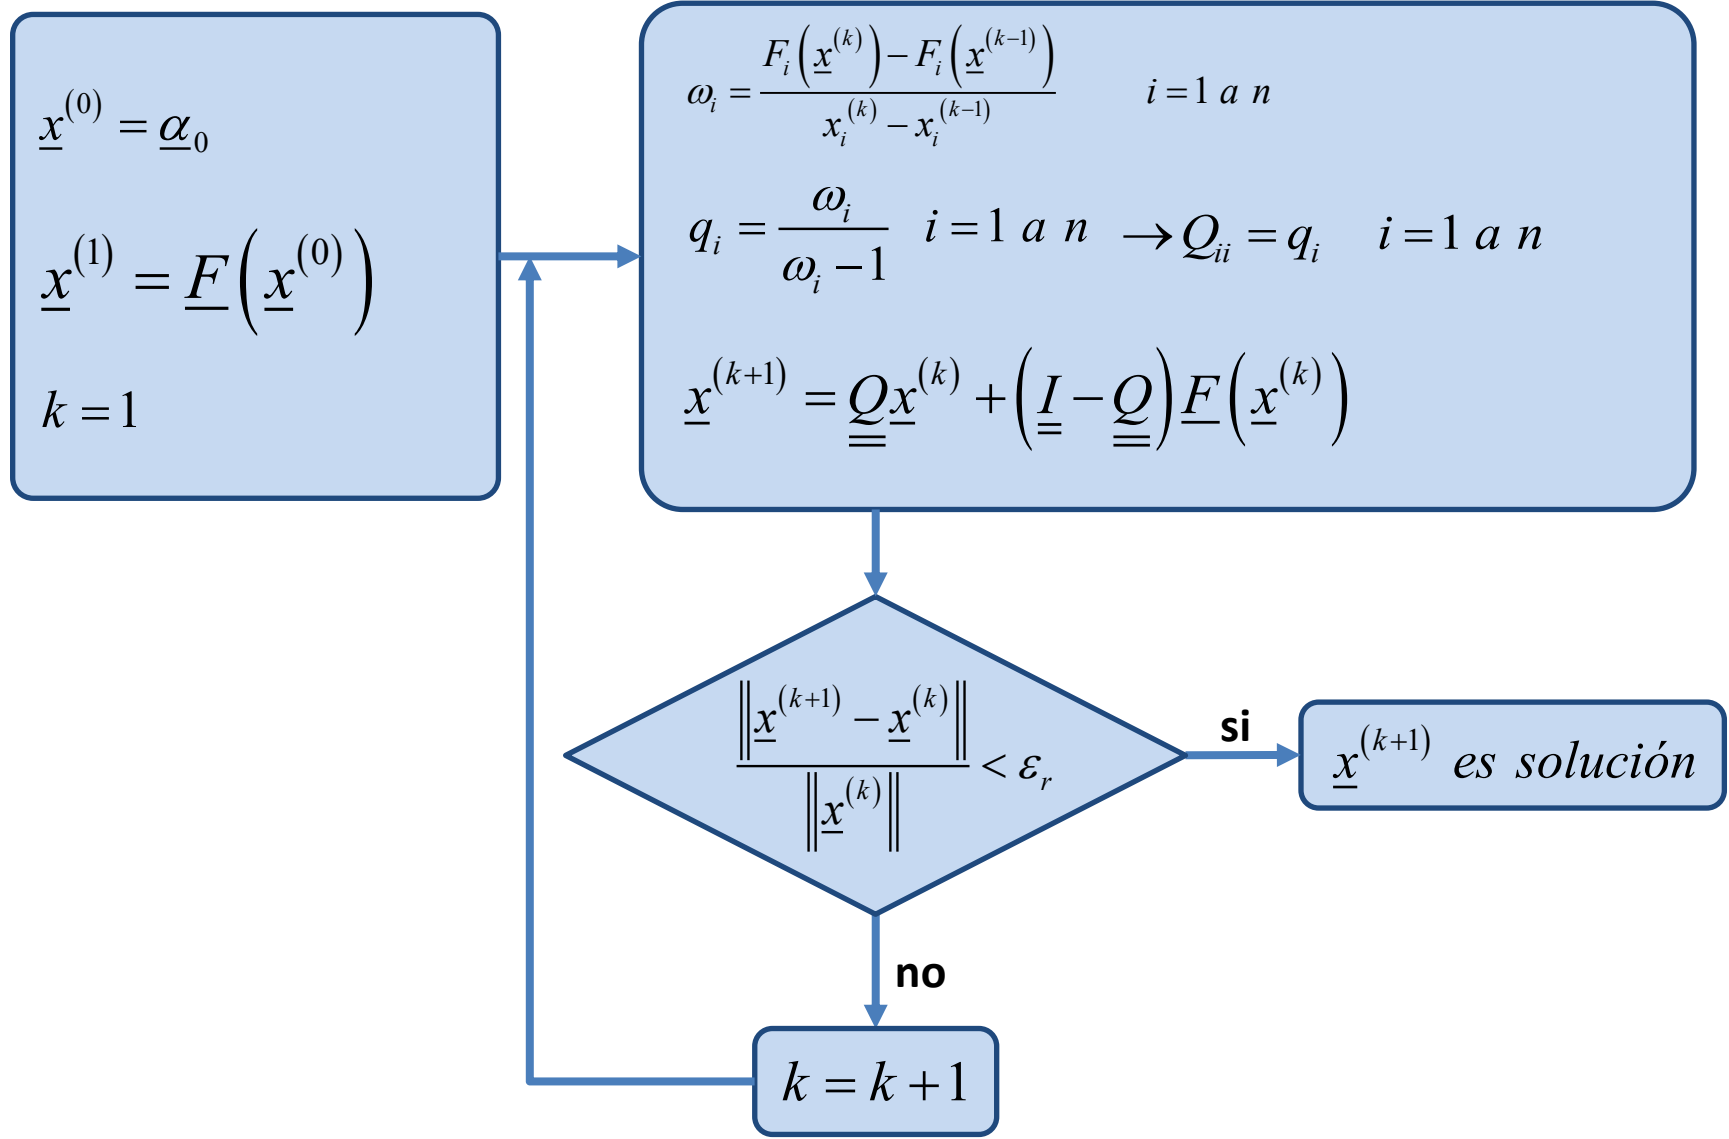 x̲^(0) = α̲₀
x̲^(1) = F̲(x̲^(0))
k = 1
ω_i = (F_i(x̲^(k)) − F_i(x̲^(k−1))) / (x_i^(k) − x_i^(k−1)) i = 1 a n
q_i = ω_i / (ω_i − 1) i = 1 a n → Q_ii = q_i i = 1 a n
x̲^(k+1) = Q̳x̲^(k) + (I̳ − Q̳)F̲(x̲^(k))
‖x̲^(k+1) − x̲^(k)‖ / ‖x̲^(k)‖ < ε_r
si
x̲^(k+1) es solución
no
k = k + 1